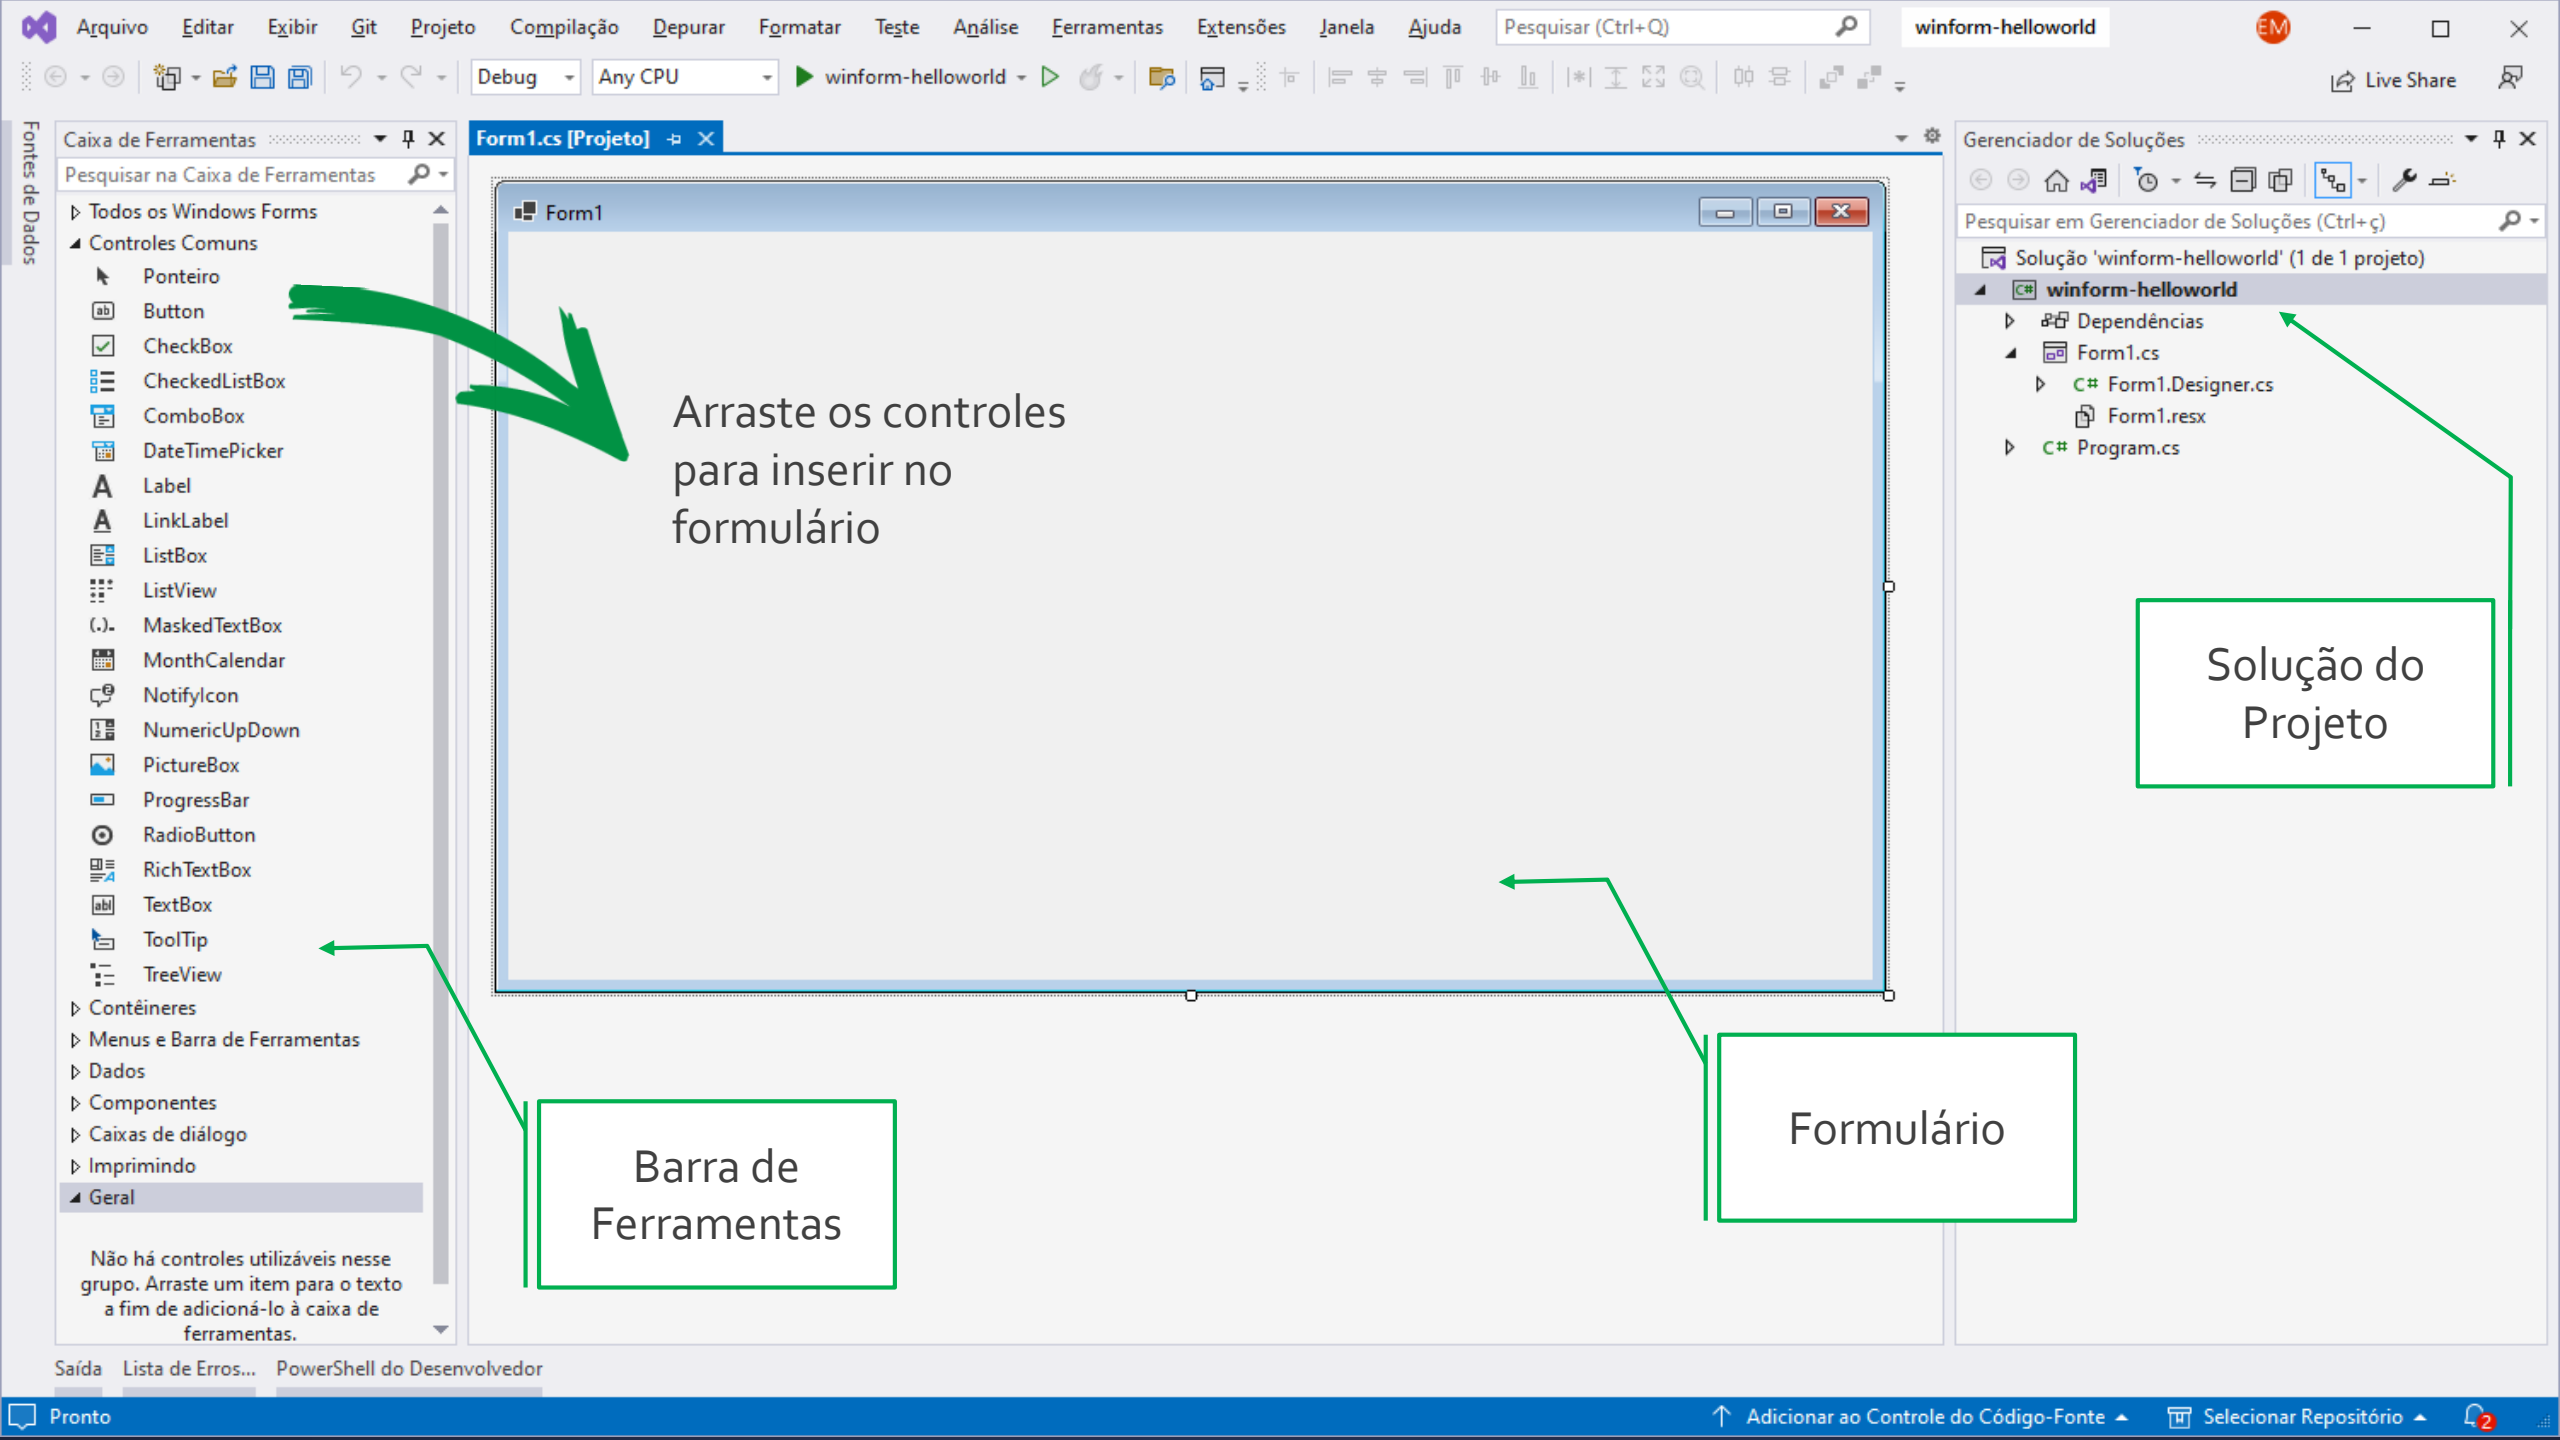 Arquivo Editar Exibir Git Projeto Compilação Depurar Formatar Teste Análise Ferramentas Extensões Janela Ajuda Pesquisar (Ctrl+Q) winform-helloworld EM
Debug Any CPU winform-helloworld Live Share
Fontes de Dados
Caixa de Ferramentas
Pesquisar na Caixa de Ferramentas
Todos os Windows Forms
Controles Comuns
Ponteiro
Button
CheckBox
CheckedListBox
ComboBox
DateTimePicker
Label
LinkLabel
ListBox
ListView
MaskedTextBox
MonthCalendar
NotifyIcon
NumericUpDown
PictureBox
ProgressBar
RadioButton
RichTextBox
TextBox
ToolTip
TreeView
Contêineres
Menus e Barra de Ferramentas
Dados
Componentes
Caixas de diálogo
Imprimindo
Geral
Não há controles utilizáveis nesse
grupo. Arraste um item para o texto
a fim de adicioná-lo à caixa de
ferramentas.
Form1.cs [Projeto]
Form1
Arraste os controles
para inserir no
formulário
Barra de
Ferramentas
Formulário
Gerenciador de Soluções
Pesquisar em Gerenciador de Soluções (Ctrl+ç)
Solução 'winform-helloworld' (1 de 1 projeto)
C# winform-helloworld
Dependências
Form1.cs
C# Form1.Designer.cs
Form1.resx
C# Program.cs
Solução do
Projeto
Saída Lista de Erros... PowerShell do Desenvolvedor
Pronto Adicionar ao Controle do Código-Fonte Selecionar Repositório 2